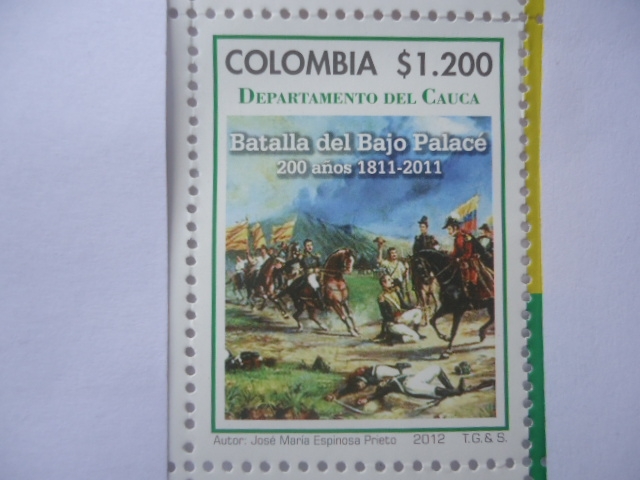 COLOMBIA $1.200
DEPARTAMENTO DEL CAUCA
Batalla del Bajo Palacé
200 años 1811-2011
Autor: José María Espinosa Prieto 2012 T.G.& S.